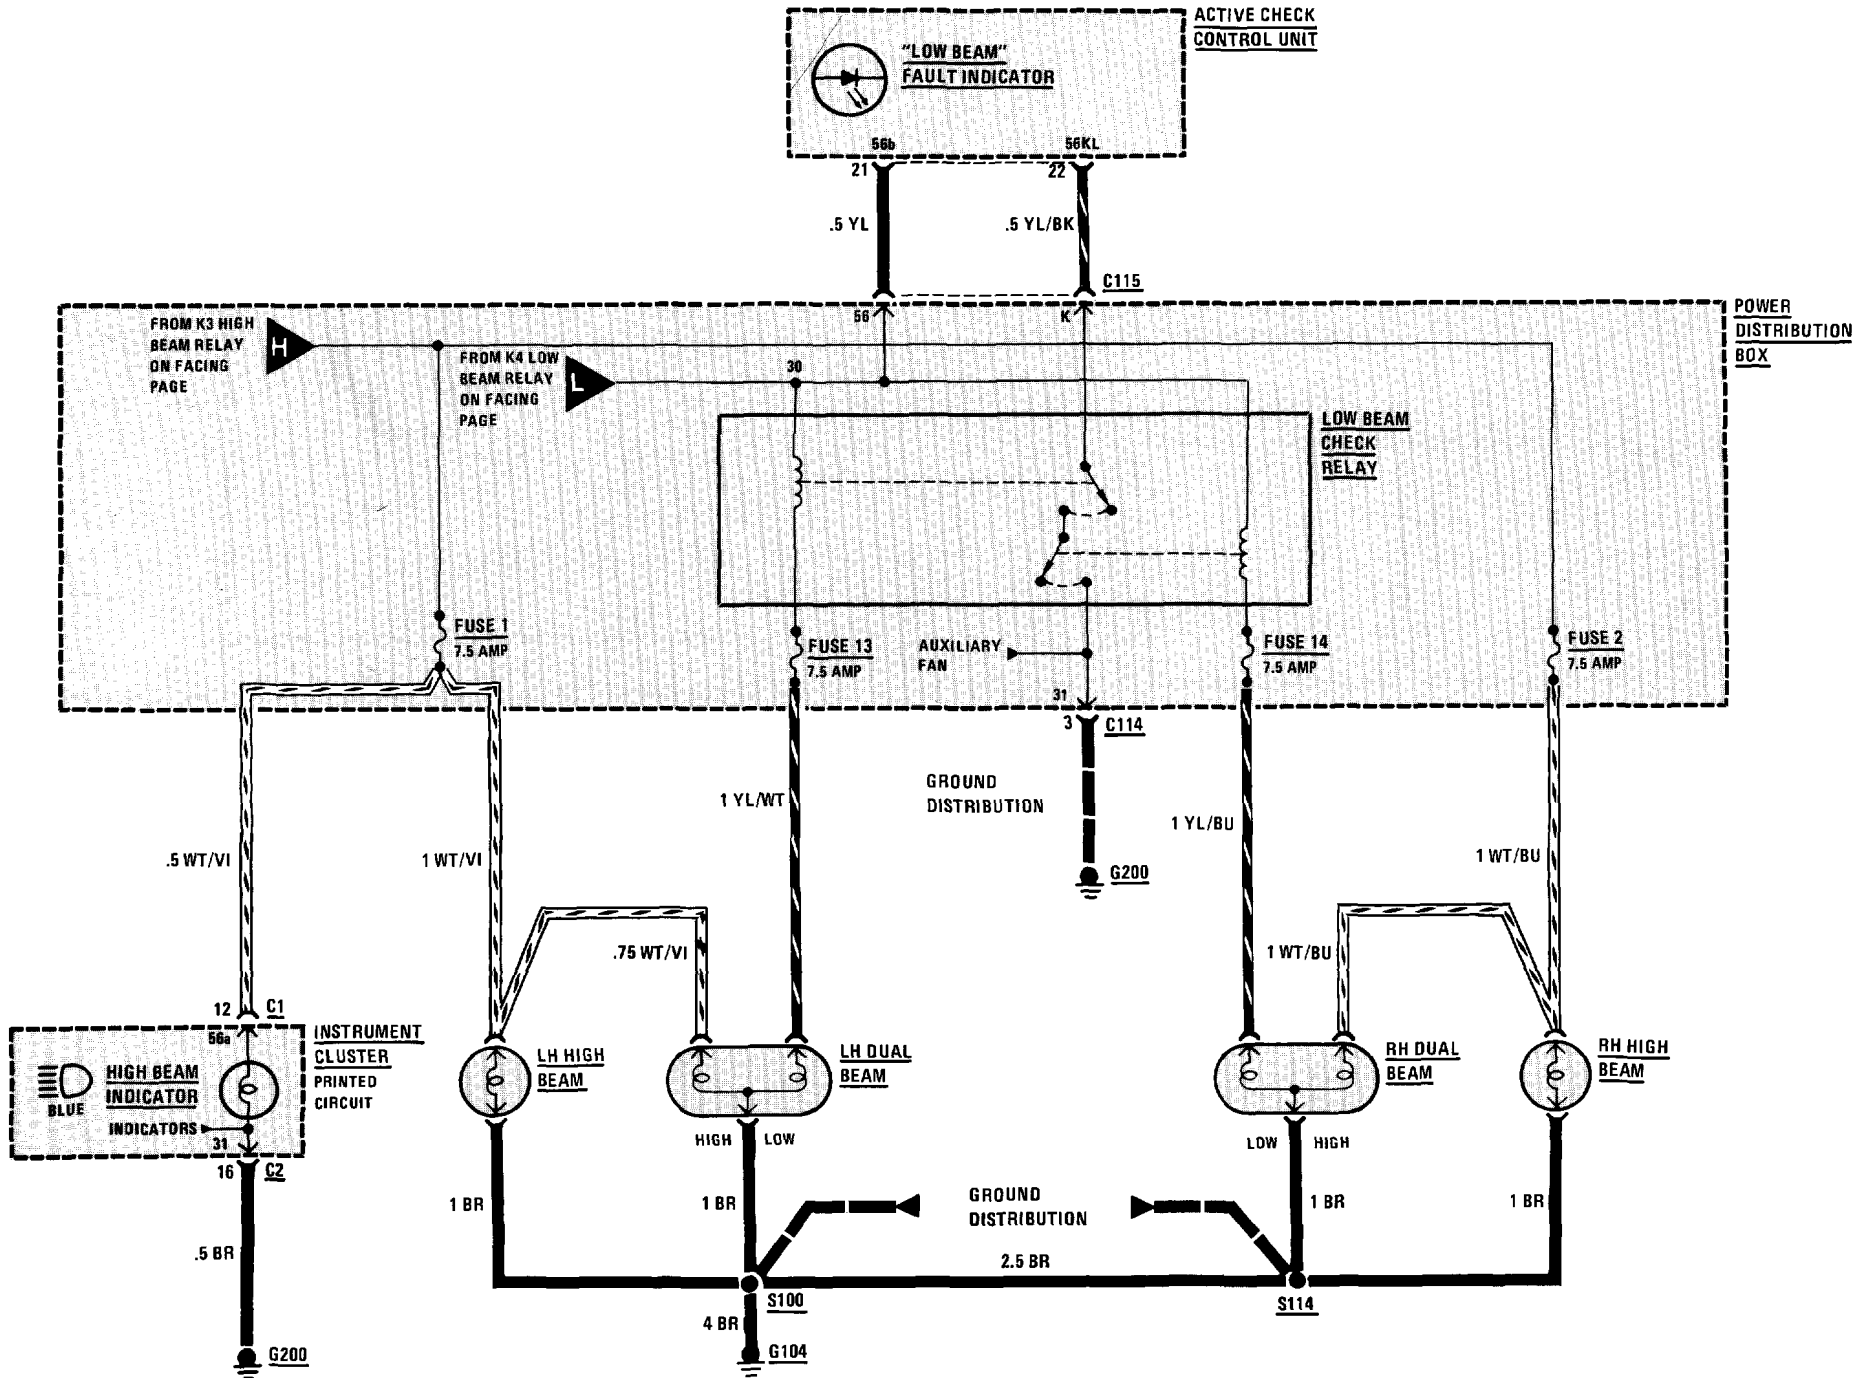 ACTIVE CHECK
CONTROL UNIT
"LOW BEAM"
FAULT INDICATOR
56b
56KL
21
22
.5 YL
.5 YL/BK
C115
56
K
POWER
DISTRIBUTION
BOX
FROM K3 HIGH
BEAM RELAY
ON FACING
PAGE
H
FROM K4 LOW
BEAM RELAY
ON FACING
PAGE
L
30
LOW BEAM
CHECK
RELAY
FUSE 1
7.5 AMP
FUSE 13
7.5 AMP
AUXILIARY
FAN
FUSE 14
7.5 AMP
FUSE 2
7.5 AMP
31
3
C114
GROUND
DISTRIBUTION
1 YL/WT
1 YL/BU
.5 WT/VI
1 WT/VI
1 WT/BU
G200
.75 WT/VI
1 WT/BU
12
C1
56a
INSTRUMENT
CLUSTER
PRINTED
CIRCUIT
HIGH BEAM
INDICATOR
BLUE
INDICATORS
31
16
C2
LH HIGH
BEAM
LH DUAL
BEAM
RH DUAL
BEAM
RH HIGH
BEAM
HIGH
LOW
LOW
HIGH
1 BR
1 BR
GROUND
DISTRIBUTION
1 BR
1 BR
.5 BR
2.5 BR
S100
S114
4 BR
G200
G104